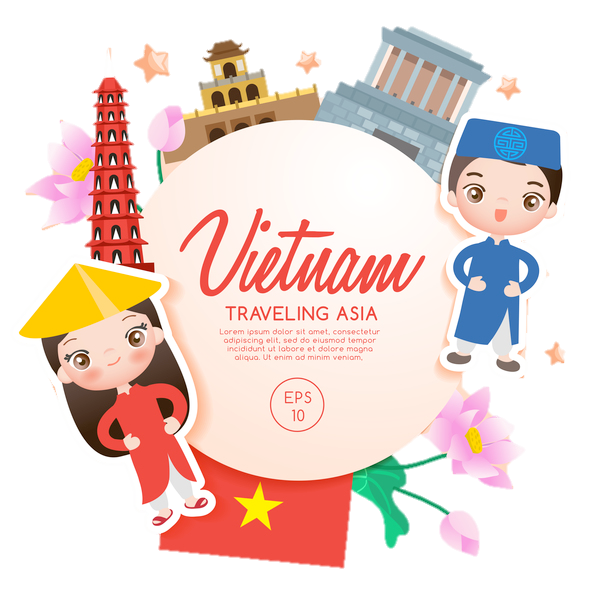 Vietnam
TRAVELING ASIA
Lorem ipsum dolor sit amet, consectetur
adipiscing elit, sed do eiusmod tempor
incididunt ut labore et dolore magna
aliqua. Ut enim ad minim veniam,
EPS
10